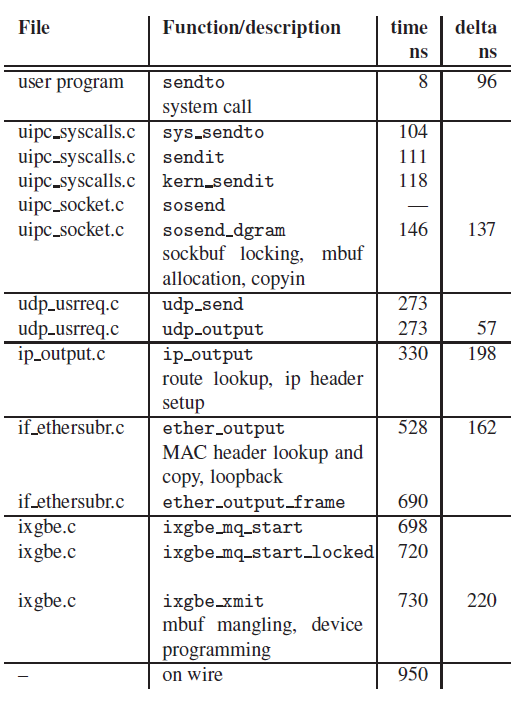 File Function/description time delta
ns ns
user program sendto 8 96
system call
uipc_syscalls.c sys_sendto 104
uipc_syscalls.c sendit 111
uipc_syscalls.c kern_sendit 118
uipc_socket.c sosend —
uipc_socket.c sosend_dgram 146 137
sockbuf locking, mbuf
allocation, copyin
udp_usrreq.c udp_send 273
udp_usrreq.c udp_output 273 57
ip_output.c ip_output 330 198
route lookup, ip header
setup
if_ethersubr.c ether_output 528 162
MAC header lookup and
copy, loopback
if_ethersubr.c ether_output_frame 690
ixgbe.c ixgbe_mq_start 698
ixgbe.c ixgbe_mq_start_locked 720
ixgbe.c ixgbe_xmit 730 220
mbuf mangling, device
programming
– on wire 950